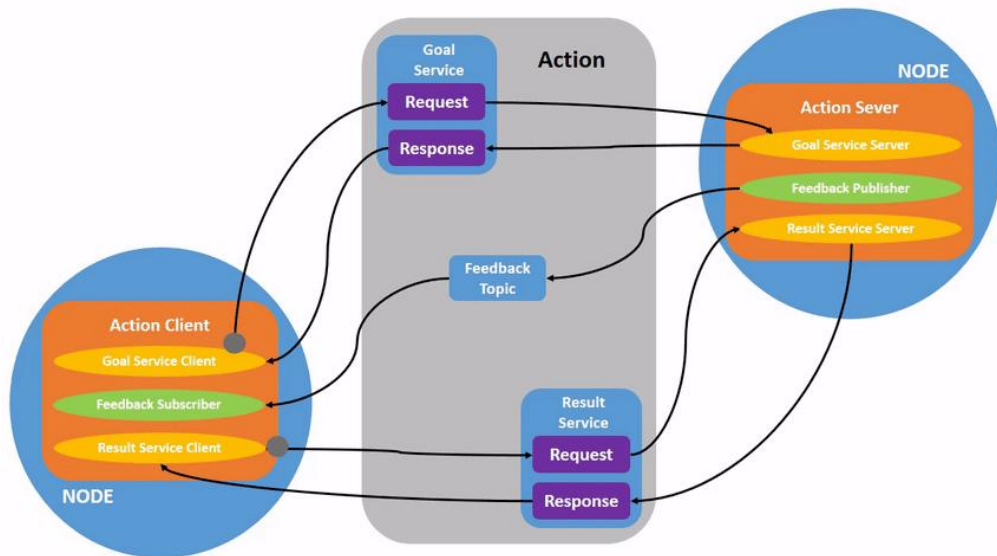 Goal
Service
Request
Response
Action
NODE
Action Sever
Goal Service Server
Feedback Publisher
Result Service Server
Feedback
Topic
Action Client
Goal Service Client
Feedback Subscriber
Result Service Client
NODE
Result
Service
Request
Response